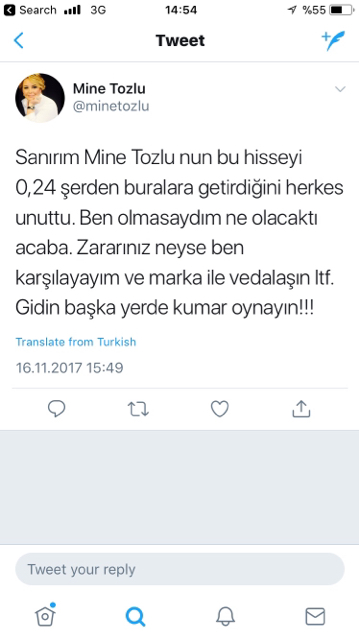 Search 3G 14:54 %55
Tweet
Mine Tozlu
@minetozlu
Sanırım Mine Tozlu nun bu hisseyi
0,24 şerden buralara getirdiğini herkes
unuttu. Ben olmasaydım ne olacaktı
acaba. Zararınız neyse ben
karşılayayım ve marka ile vedalaşın ltf.
Gidin başka yerde kumar oynayın!!!
Translate from Turkish
16.11.2017 15:49
Tweet your reply